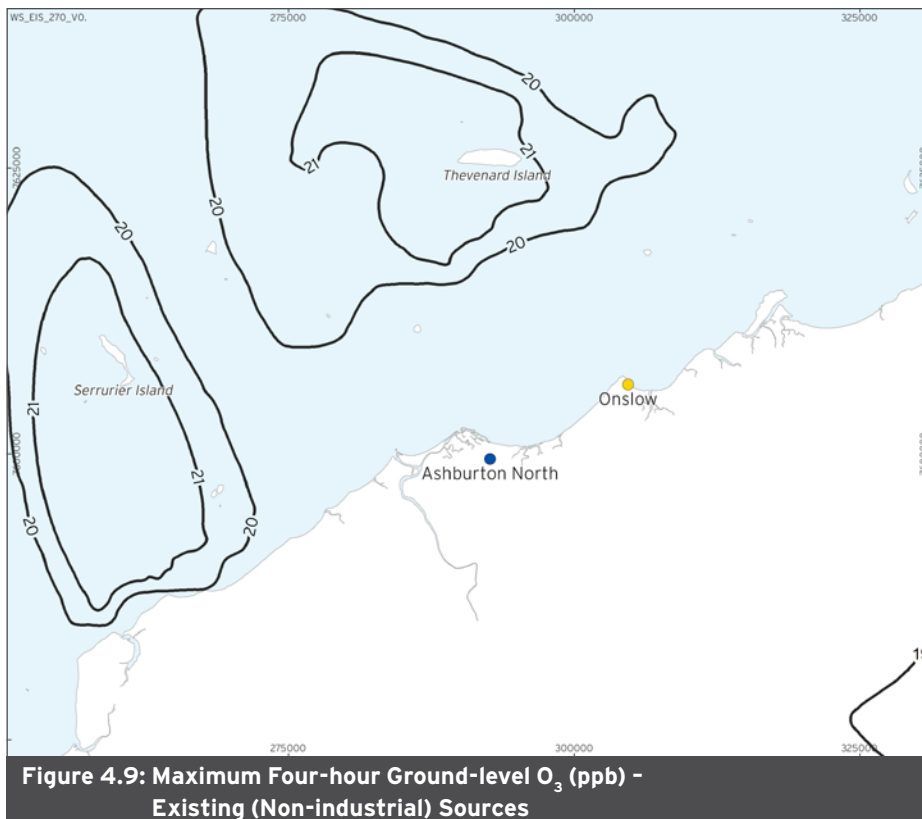 WS_EIS_270_V0.
275000
300000
325000
20
21
21
Thevenard Island
7625000
20
20
20
Serrurier Island
21
Onslow
Ashburton North
21
20
20
19
275000
300000
325000
Figure 4.9: Maximum Four-hour Ground-level O₃ (ppb) –
Existing (Non-industrial) Sources